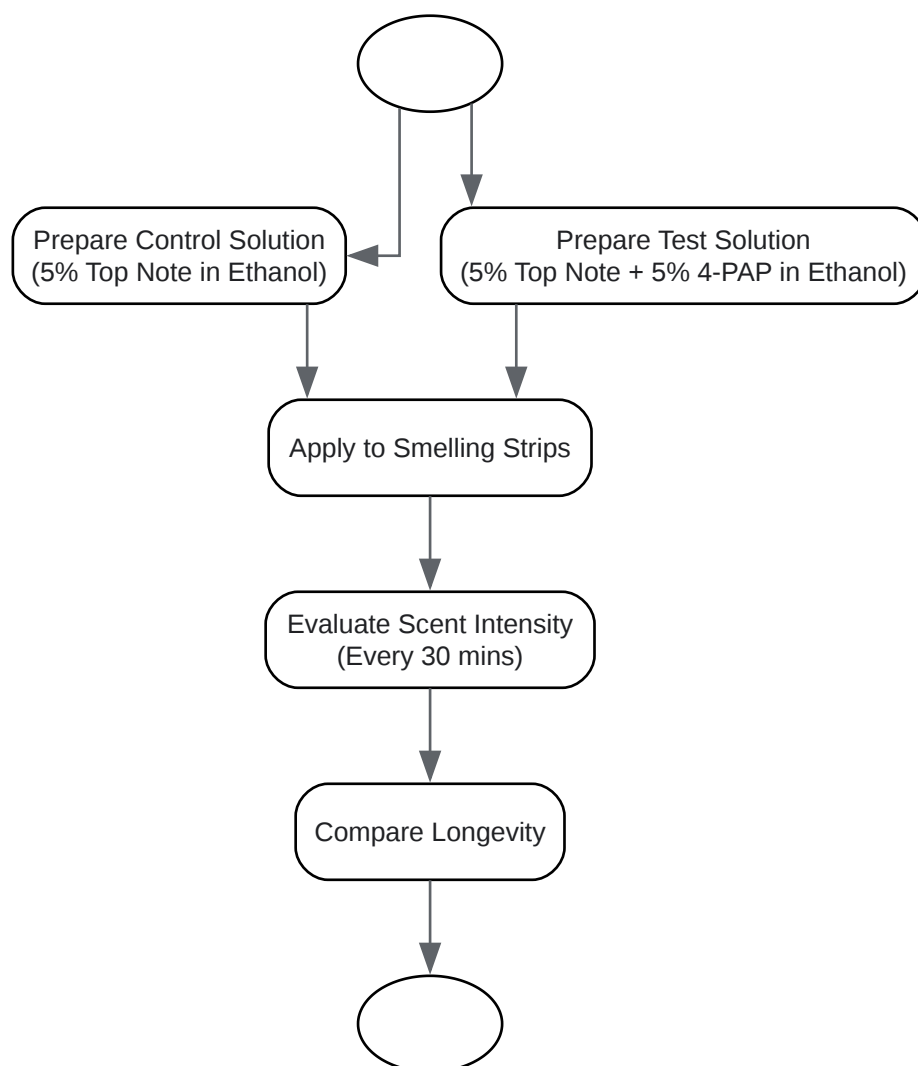 Prepare Control Solution
(5% Top Note in Ethanol)
Prepare Test Solution
(5% Top Note + 5% 4-PAP in Ethanol)
Apply to Smelling Strips
Evaluate Scent Intensity
(Every 30 mins)
Compare Longevity